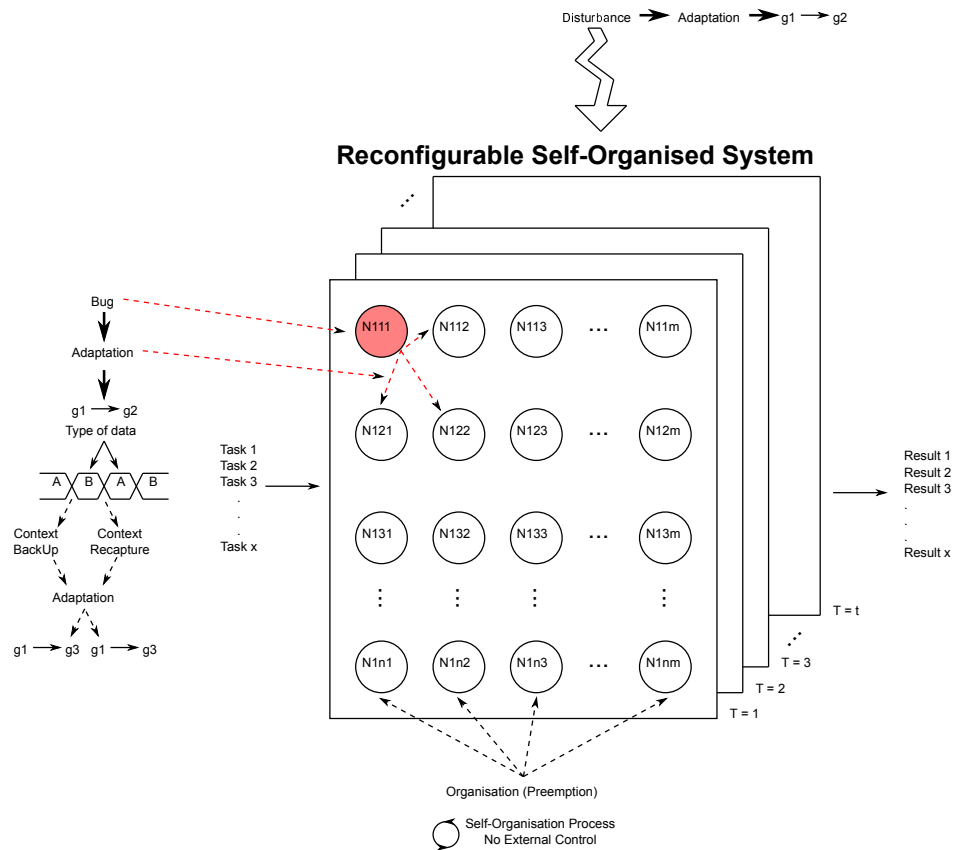 Disturbance Adaptation g1 g2
Reconfigurable Self-Organised System
Bug
Adaptation
g1 g2
Type of data
A B A B
Context BackUp
Context Recapture
Adaptation
g1 g3 g1 g3
Task 1
Task 2
Task 3
.
.
.
Task x
...
N111 N112 N113 ... N11m
N121 N122 N123 ... N12m
N131 N132 N133 ... N13m
... ... ... ...
N1n1 N1n2 N1n3 ... N1nm
T = 1
T = 2
T = 3
...
T = t
Result 1
Result 2
Result 3
.
.
.
Result x
Organisation (Preemption)
Self-Organisation Process
No External Control